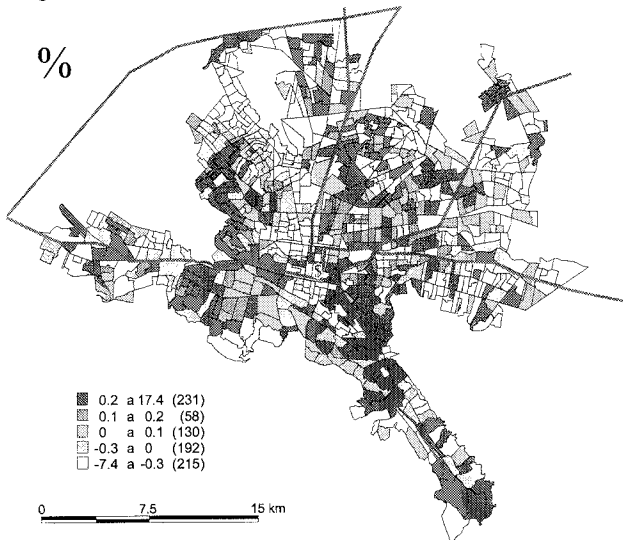 %
0.2 a 17.4 (231)
0.1 a 0.2 (58)
0 a 0.1 (130)
-0.3 a 0 (192)
-7.4 a -0.3 (215)
0 7.5 15 km